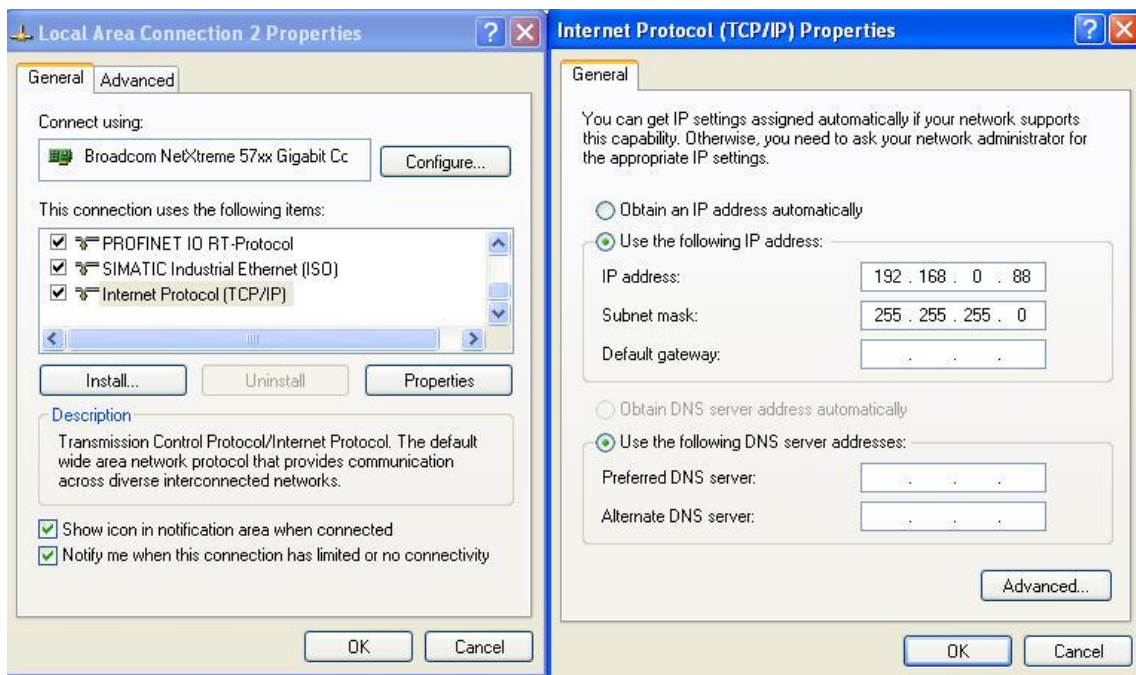 Local Area Connection 2 Properties
General
Advanced
Connect using:
Broadcom NetXtreme 57xx Gigabit Cc
Configure...
This connection uses the following items:
PROFINET IO RT-Protocol
SIMATIC Industrial Ethernet (ISO)
Internet Protocol (TCP/IP)
Install...
Uninstall
Properties
Description
Transmission Control Protocol/Internet Protocol. The default
wide area network protocol that provides communication
across diverse interconnected networks.
Show icon in notification area when connected
Notify me when this connection has limited or no connectivity
OK
Cancel
Internet Protocol (TCP/IP) Properties
General
You can get IP settings assigned automatically if your network supports
this capability. Otherwise, you need to ask your network administrator for
the appropriate IP settings.
Obtain an IP address automatically
Use the following IP address:
IP address: 192 . 168 . 0 . 88
Subnet mask: 255 . 255 . 255 . 0
Default gateway: . . .
Obtain DNS server address automatically
Use the following DNS server addresses:
Preferred DNS server: . . .
Alternate DNS server: . . .
Advanced...
OK
Cancel